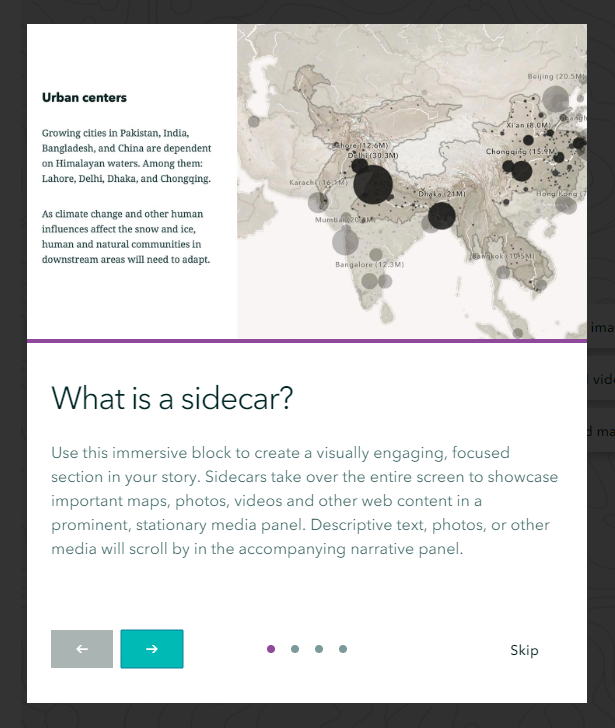 Urban centers
Growing cities in Pakistan, India,
Bangladesh, and China are dependent
on Himalayan waters. Among them:
Lahore, Delhi, Dhaka, and Chongqing.
As climate change and other human
influences affect the snow and ice,
human and natural communities in
downstream areas will need to adapt.
Beijing (20.5M)
Xi'an (8.0M)
Lahore (12.6M)
Delhi (30.3M)
Chongqing (15.9M)
Karachi (16.1M)
Dhaka (21M)
Hong Kong (7
Mumbai
Bangkok (10.5M)
Bangalore (12.3M)
ima
vide
d ma
What is a sidecar?
Use this immersive block to create a visually engaging, focused
section in your story. Sidecars take over the entire screen to showcase
important maps, photos, videos and other web content in a
prominent, stationary media panel. Descriptive text, photos, or other
media will scroll by in the accompanying narrative panel.
Skip